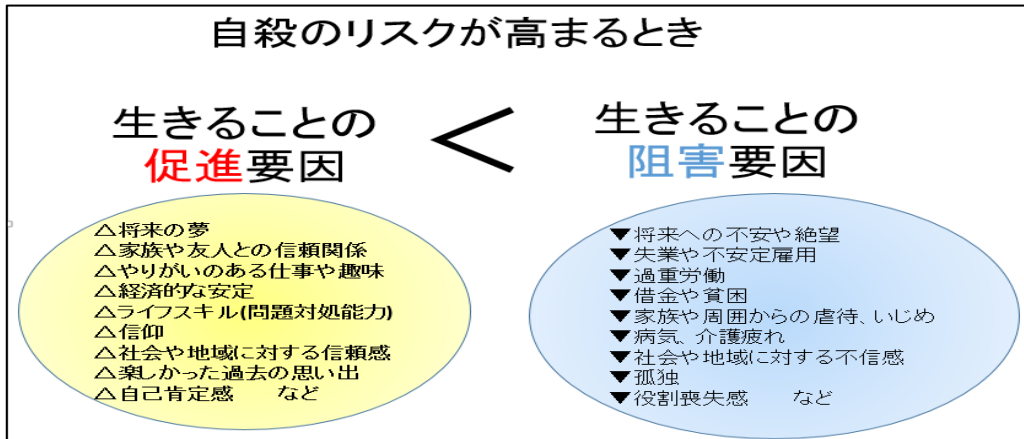 自殺のリスクが高まるとき
生きることの
促進要因
＜
生きることの
阻害要因
△将来の夢
△家族や友人との信頼関係
△やりがいのある仕事や趣味
△経済的な安定
△ライフスキル(問題対処能力)
△信仰
△社会や地域に対する信頼感
△楽しかった過去の思い出
△自己肯定感　　など
▼将来への不安や絶望
▼失業や不安定雇用
▼過重労働
▼借金や貧困
▼家族や周囲からの虐待、いじめ
▼病気、介護疲れ
▼社会や地域に対する不信感
▼孤独
▼役割喪失感　　など